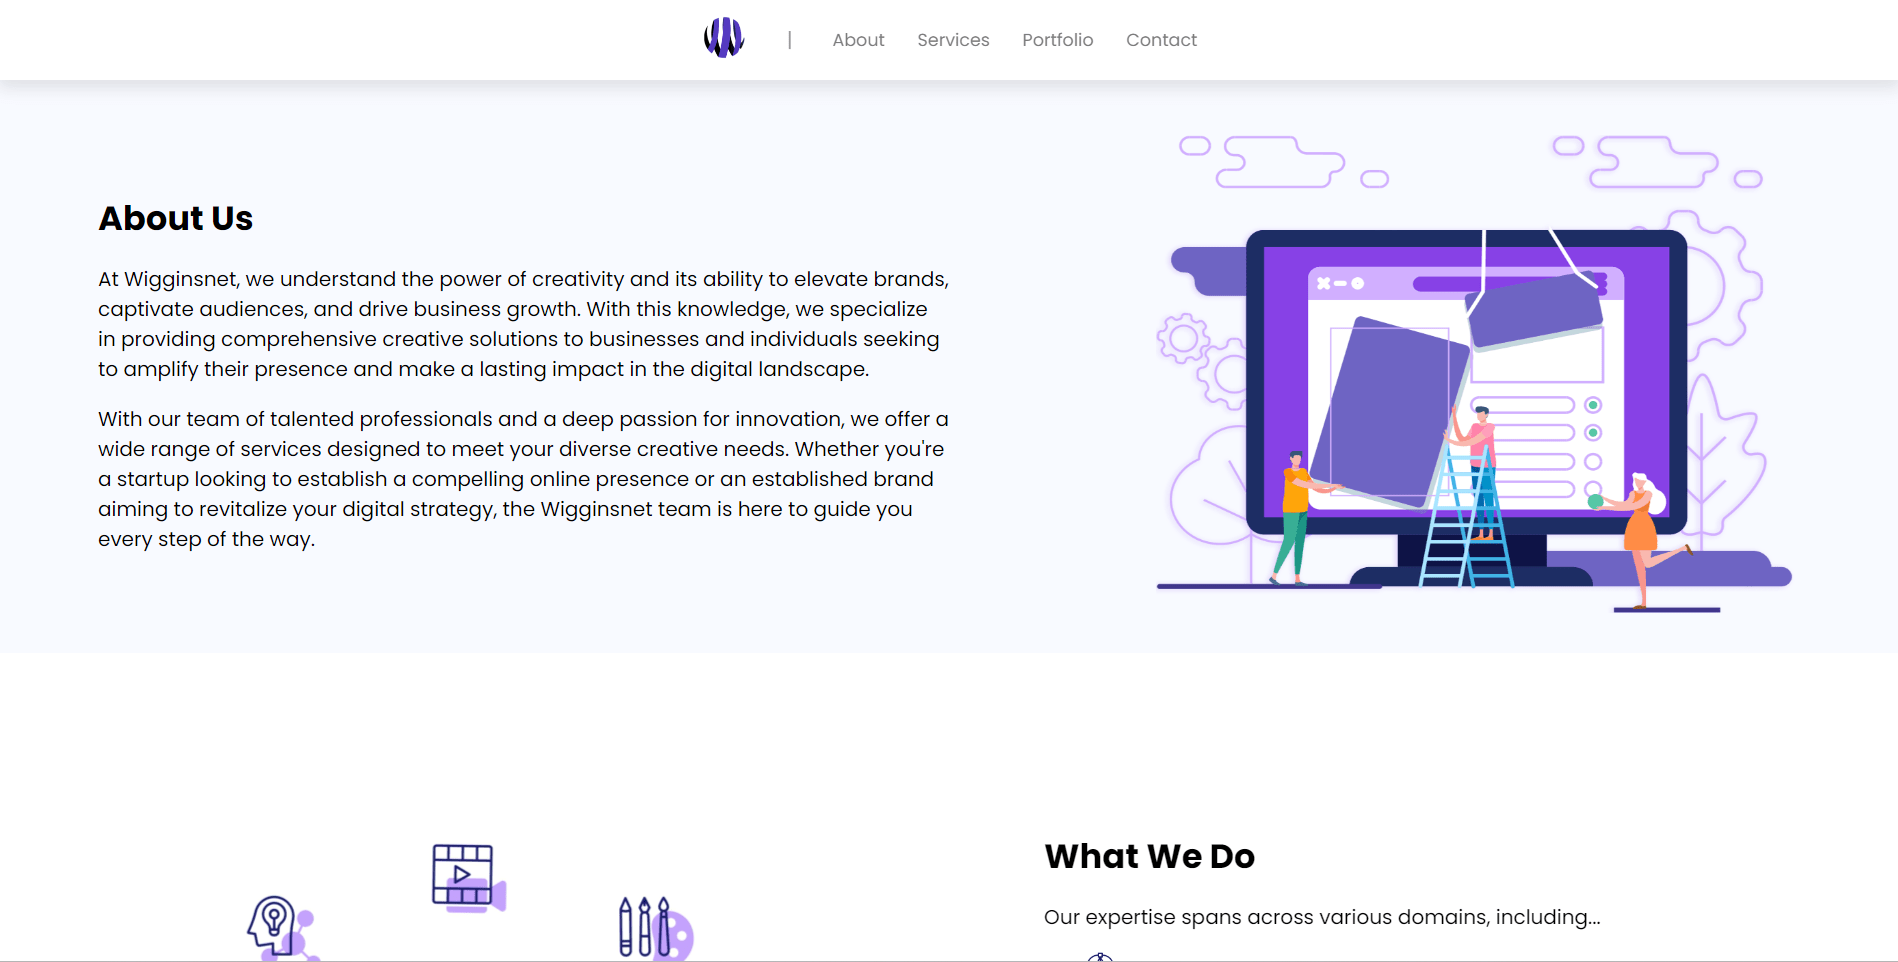 | About Services Portfolio Contact
About Us
At Wigginsnet, we understand the power of creativity and its ability to elevate brands,
captivate audiences, and drive business growth. With this knowledge, we specialize
in providing comprehensive creative solutions to businesses and individuals seeking
to amplify their presence and make a lasting impact in the digital landscape.
With our team of talented professionals and a deep passion for innovation, we offer a
wide range of services designed to meet your diverse creative needs. Whether you're
a startup looking to establish a compelling online presence or an established brand
aiming to revitalize your digital strategy, the Wigginsnet team is here to guide you
every step of the way.
What We Do
Our expertise spans across various domains, including...